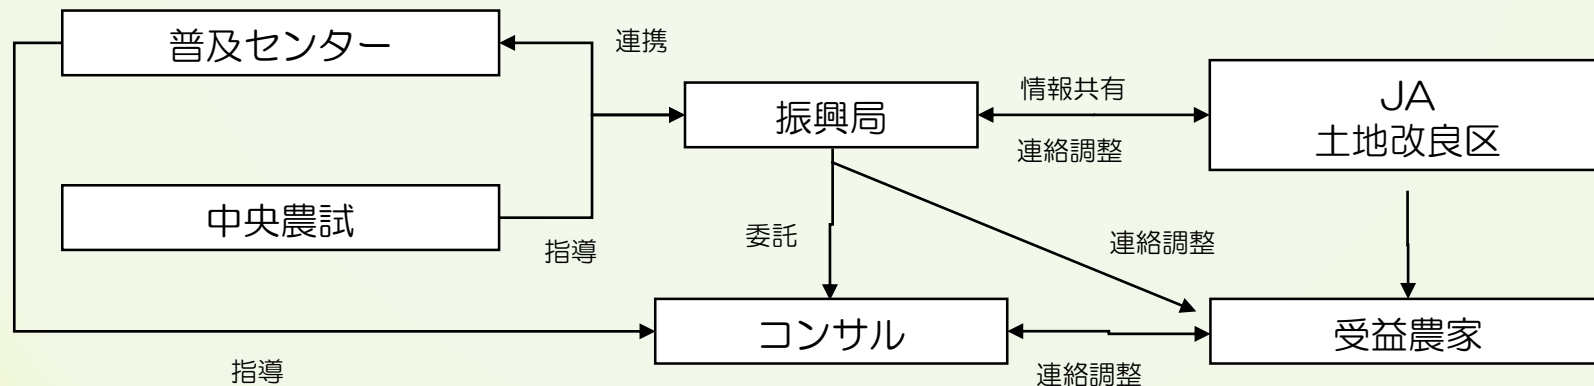 普及センター
連携
情報共有
JA
土地改良区
振興局
連絡調整
中央農試
指導
委託
連絡調整
コンサル
受益農家
指導
連絡調整